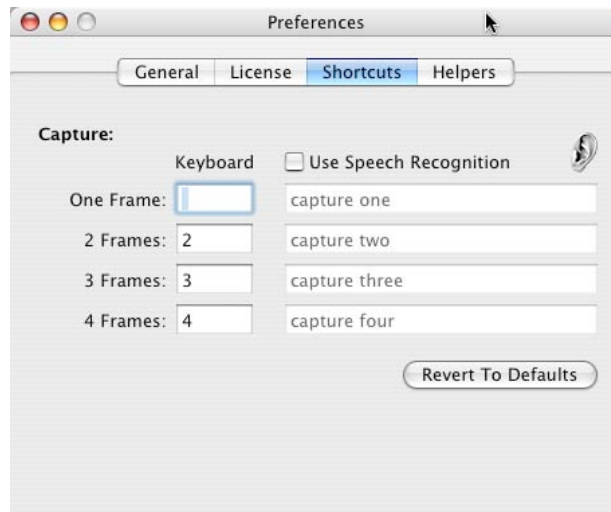 Preferences
General License Shortcuts Helpers
Capture:
Keyboard Use Speech Recognition
One Frame: capture one
2 Frames: 2 capture two
3 Frames: 3 capture three
4 Frames: 4 capture four
Revert To Defaults